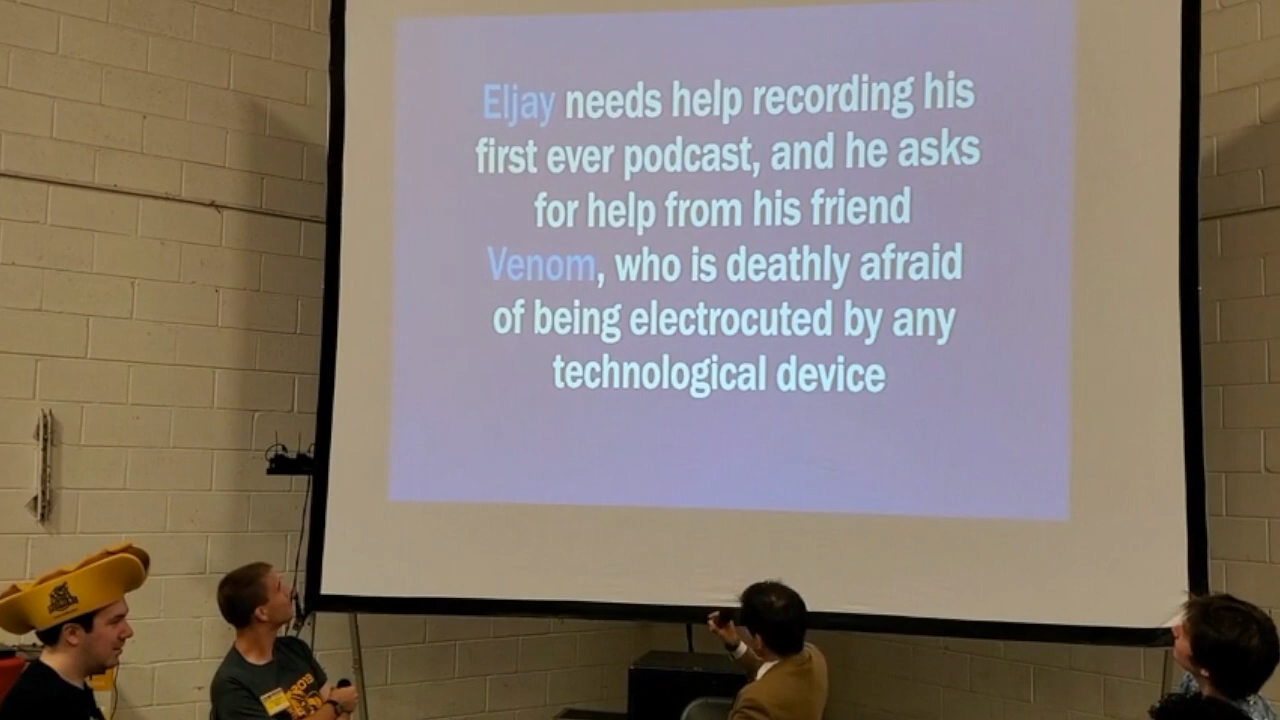 Eljay needs help recording his
first ever podcast, and he asks
for help from his friend
Venom, who is deathly afraid
of being electrocuted by any
technological device